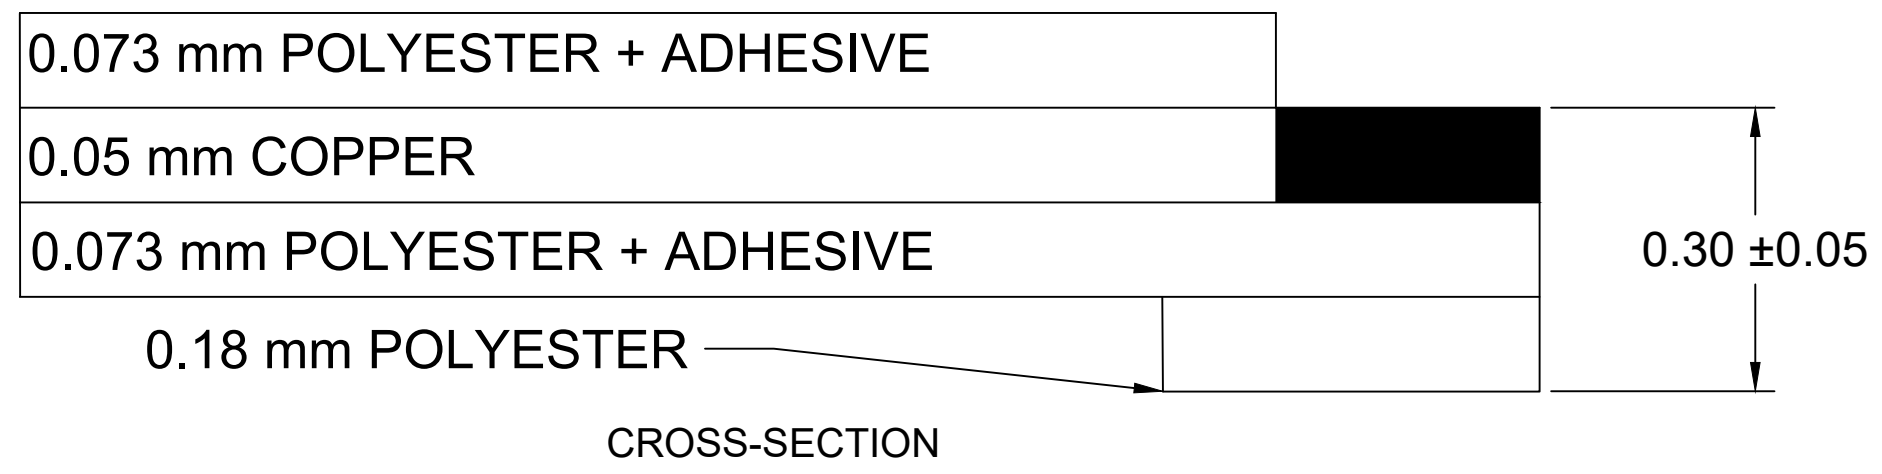 0.073 mm POLYESTER + ADHESIVE
0.05 mm COPPER
0.073 mm POLYESTER + ADHESIVE
0.30 ±0.05
0.18 mm POLYESTER
CROSS-SECTION